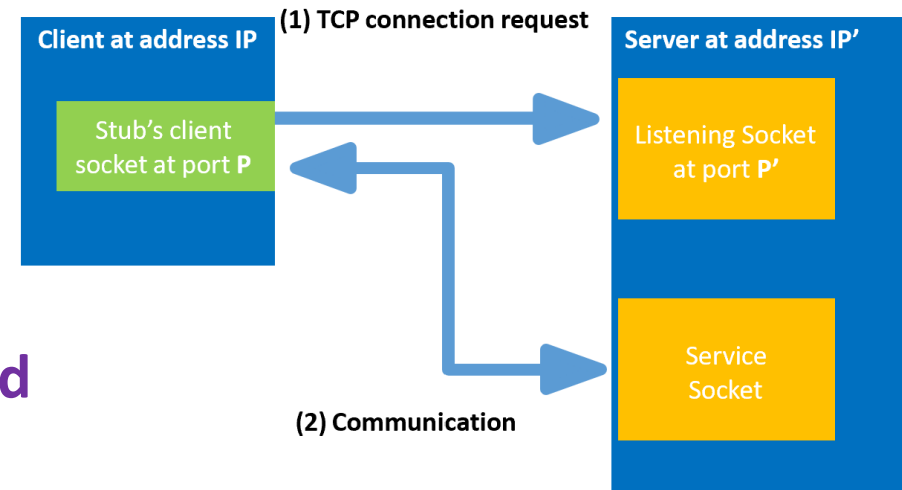 (1) TCP connection request
Client at address IP
Server at address IP’
Stub’s client
socket at port P
Listening Socket
at port P’
Service
Socket
d
(2) Communication